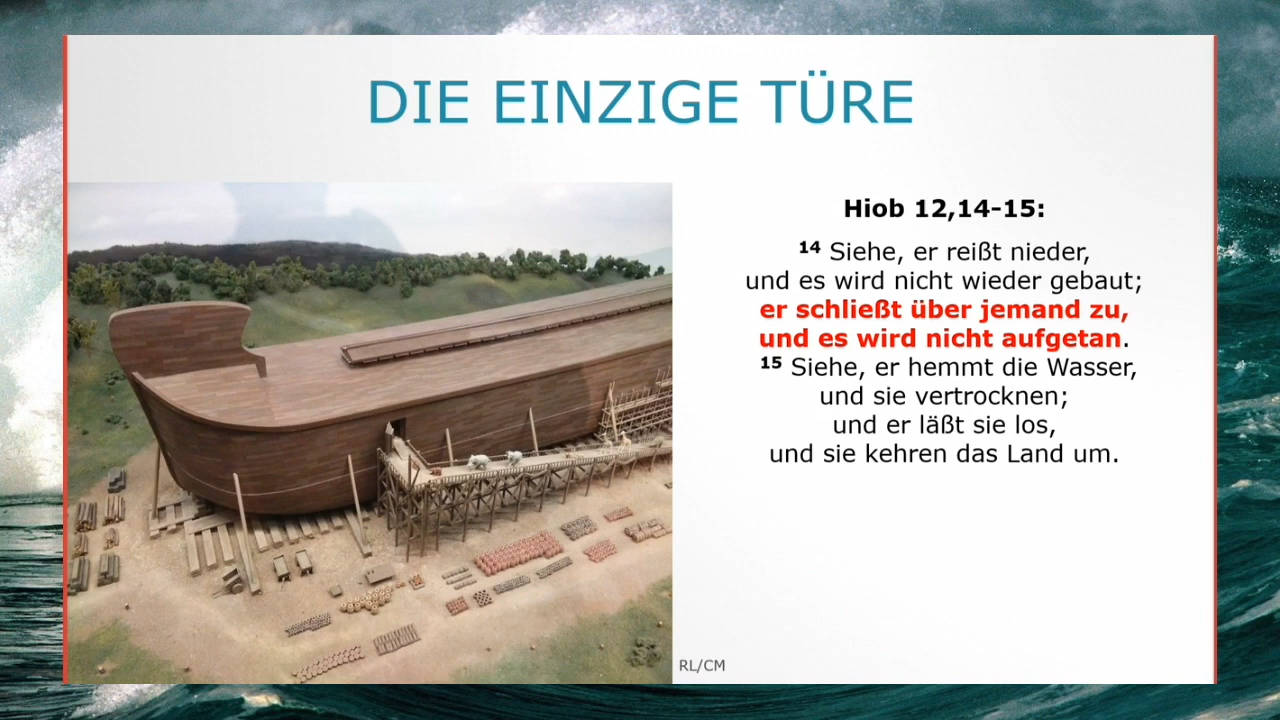 DIE EINZIGE TÜRE
Hiob 12,14-15:
14 Siehe, er reißt nieder,
und es wird nicht wieder gebaut;
er schließt über jemand zu,
und es wird nicht aufgetan.
15 Siehe, er hemmt die Wasser,
und sie vertrocknen;
und er läßt sie los,
und sie kehren das Land um.
RL/CM